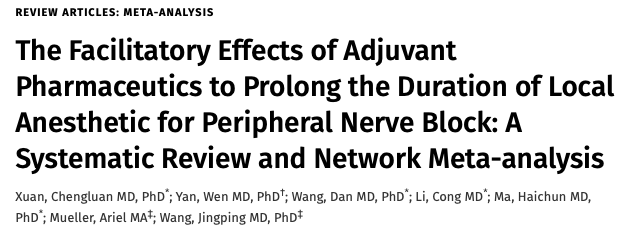 REVIEW ARTICLES: META-ANALYSIS
The Facilitatory Effects of Adjuvant
Pharmaceutics to Prolong the Duration of Local
Anesthetic for Peripheral Nerve Block: A
Systematic Review and Network Meta-analysis
Xuan, Chengluan MD, PhD*; Yan, Wen MD, PhD†; Wang, Dan MD, PhD*; Li, Cong MD*; Ma, Haichun MD,
PhD*; Mueller, Ariel MA‡; Wang, Jingping MD, PhD‡